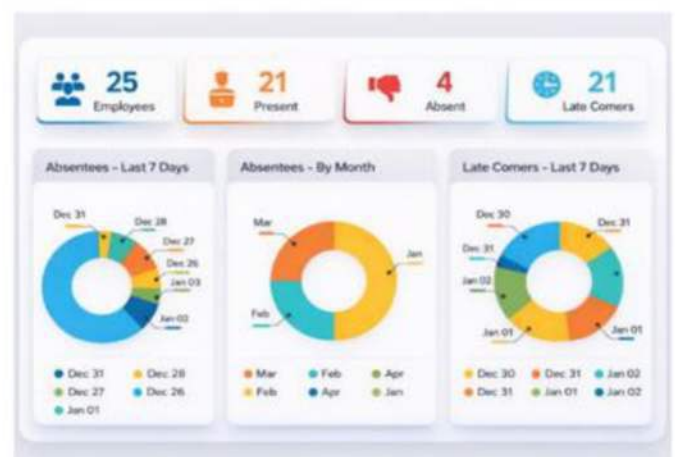 25
Employees
21
Present
4
Absent
21
Late Comers
Absentees - Last 7 Days
Dec 31
Dec 28
Dec 27
Dec 26
Jan 03
Jan 02
Dec 31
Dec 28
Dec 27
Dec 26
Jan 01
Absentees - By Month
Mar
Jan
Feb
Mar
Feb
Apr
Feb
Apr
Jan
Late Comers - Last 7 Days
Dec 30
Dec 31
Dec 31
Jan 02
Jan 01
Jan 01
Dec 30
Dec 31
Jan 02
Dec 31
Jan 01
Jan 02